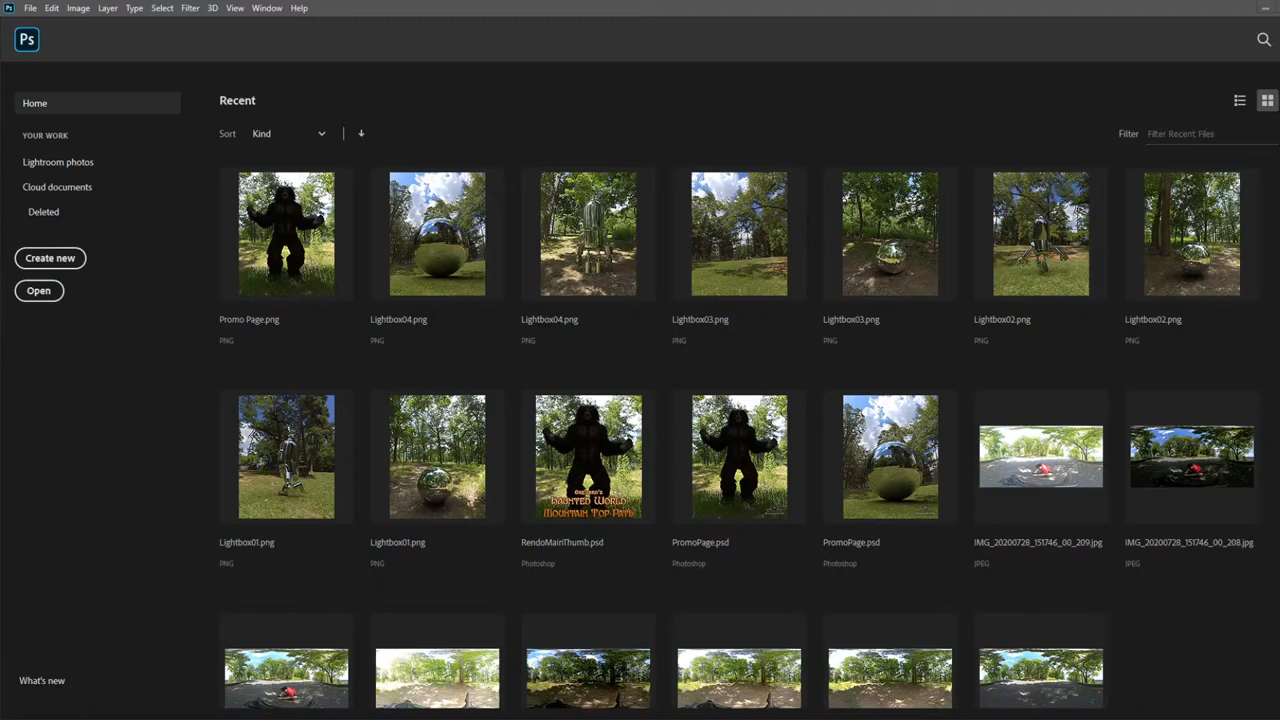 Ps File Edit Image Layer Type Select Filter 3D View Window Help
Ps
Home
Recent
Sort Kind
Filter Filter Recent Files
YOUR WORK
Lightroom photos
Cloud documents
Deleted
Create new
Open
Promo Page.png Lightbox04.png Lightbox04.png Lightbox03.png Lightbox03.png Lightbox02.png Lightbox02.png
PNG PNG PNG PNG PNG PNG PNG
Haunted World
Mountain Top Path
Lightbox01.png Lightbox01.png RendoMainThumb.psd PromoPage.psd PromoPage.psd IMG_20200728_151746_00_209.jpg IMG_20200728_151746_00_208.jpg
PNG PNG Photoshop Photoshop Photoshop JPEG JPEG
What's new